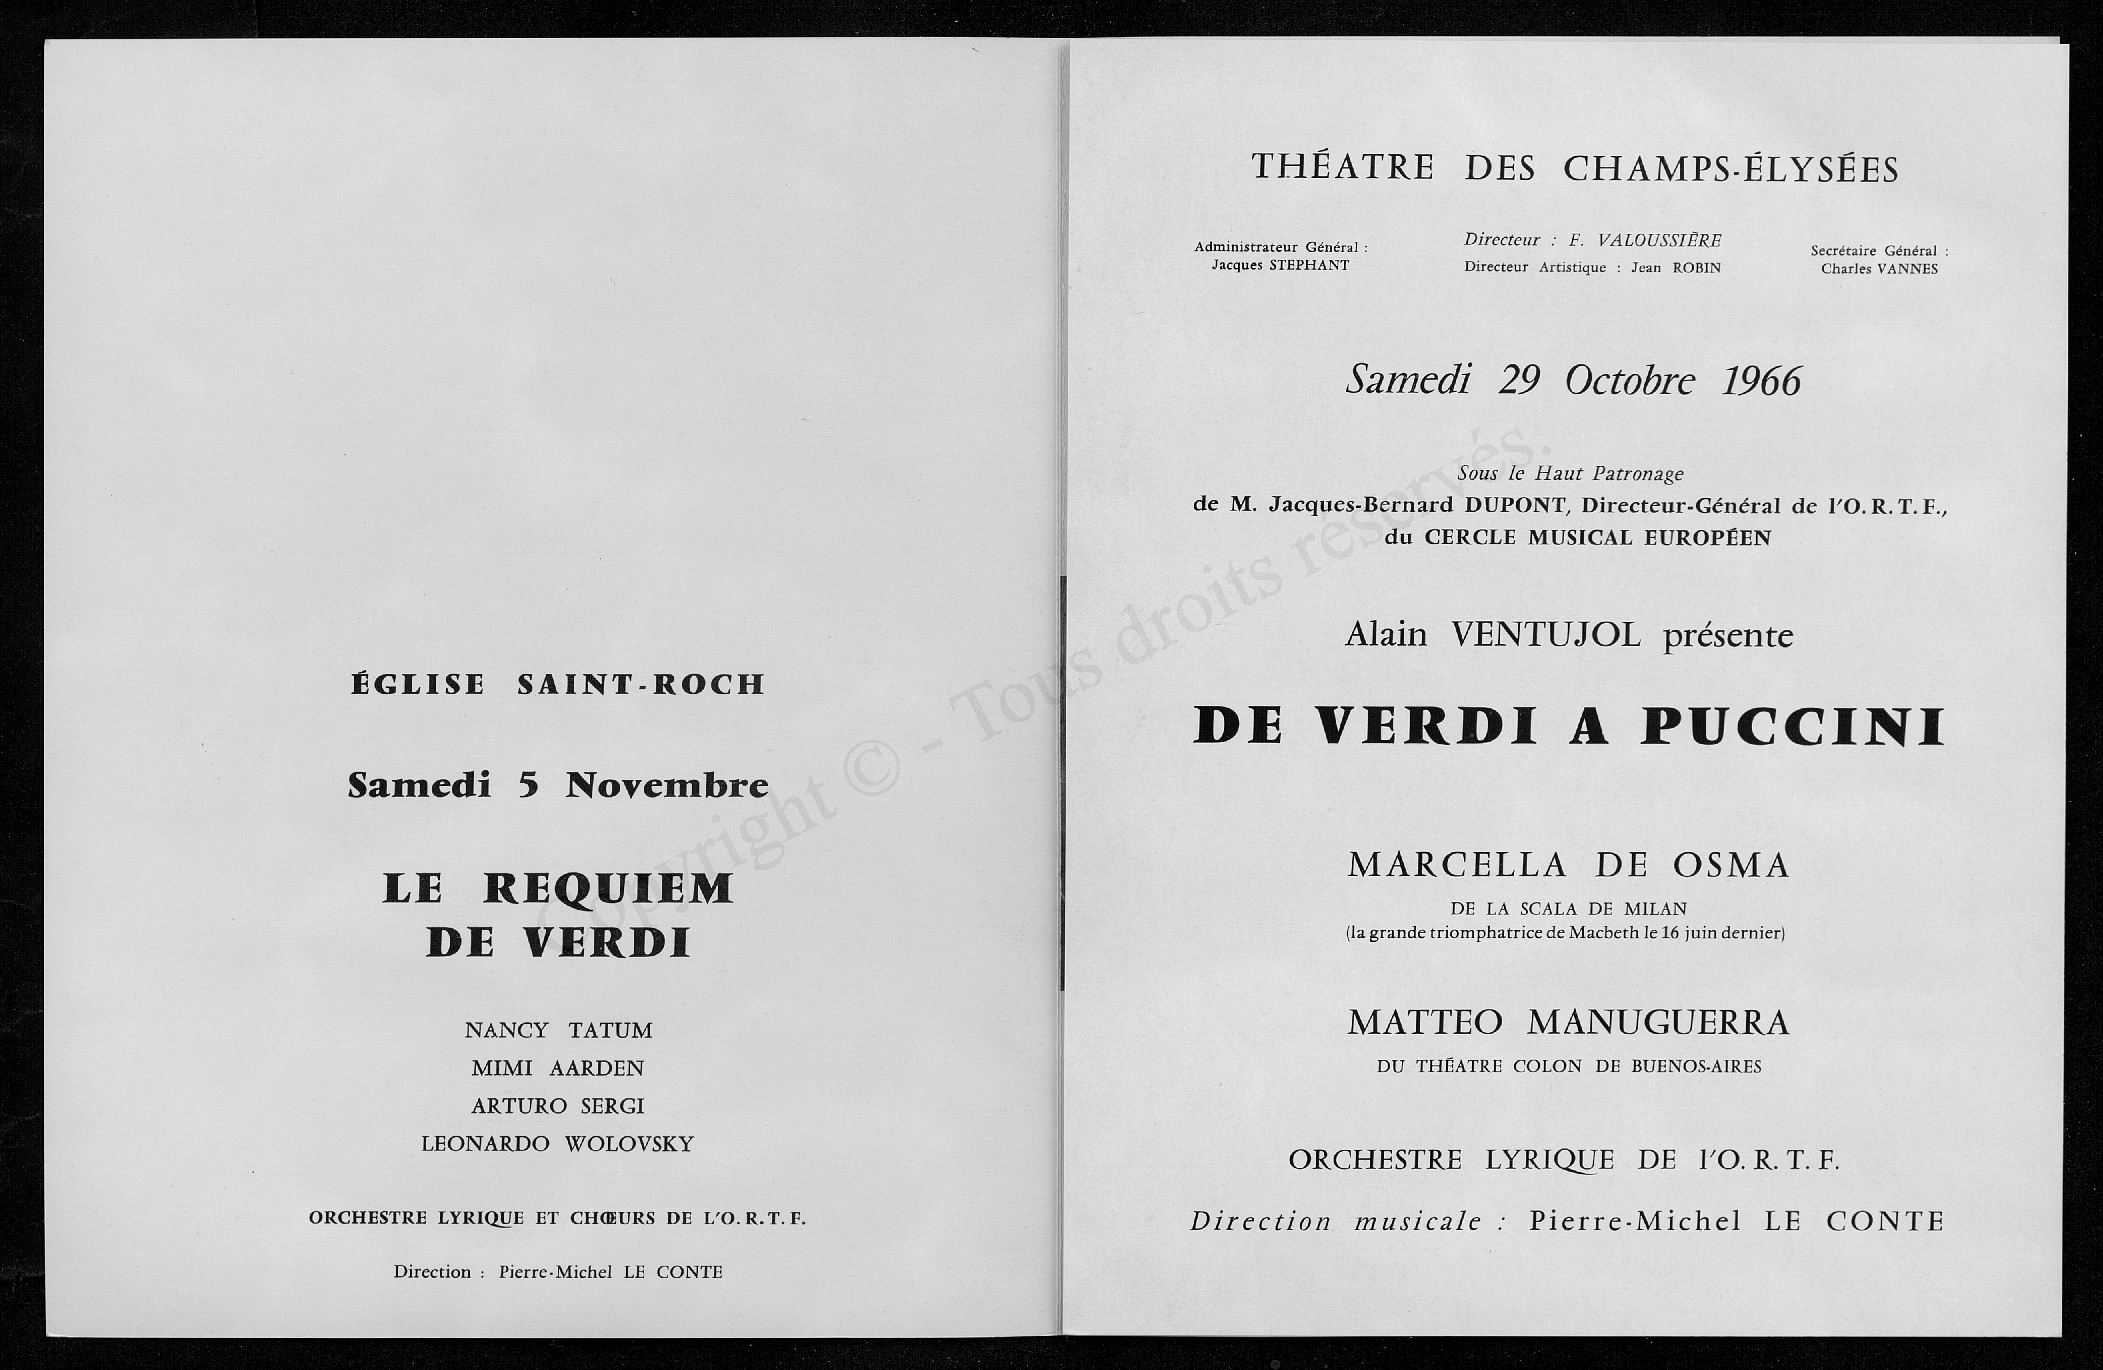 ÉGLISE SAINT-ROCH
Samedi 5 Novembre
LE REQUIEM
DE VERDI
NANCY TATUM
MIMI AARDEN
ARTURO SERGI
LEONARDO WOLOVSKY
ORCHESTRE LYRIQUE ET CHŒURS DE L'O. R. T. F.
Direction : Pierre-Michel LE CONTE
THÉATRE DES CHAMPS-ÉLYSÉES
Administrateur Général :
Jacques STEPHANT
Directeur : F. VALOUSSIÈRE
Directeur Artistique : Jean ROBIN
Secrétaire Général :
Charles VANNES
Samedi 29 Octobre 1966
Sous le Haut Patronage
de M. Jacques-Bernard DUPONT, Directeur-Général de l'O. R. T. F.,
du CERCLE MUSICAL EUROPÉEN
Alain VENTUJOL présente
DE VERDI A PUCCINI
MARCELLA DE OSMA
DE LA SCALA DE MILAN
(la grande triomphatrice de Macbeth le 16 juin dernier)
MATTEO MANUGUERRA
DU THÉATRE COLON DE BUENOS-AIRES
ORCHESTRE LYRIQUE DE l'O. R. T. F.
Direction musicale : Pierre-Michel LE CONTE
Copyright © - Tous droits réservés.